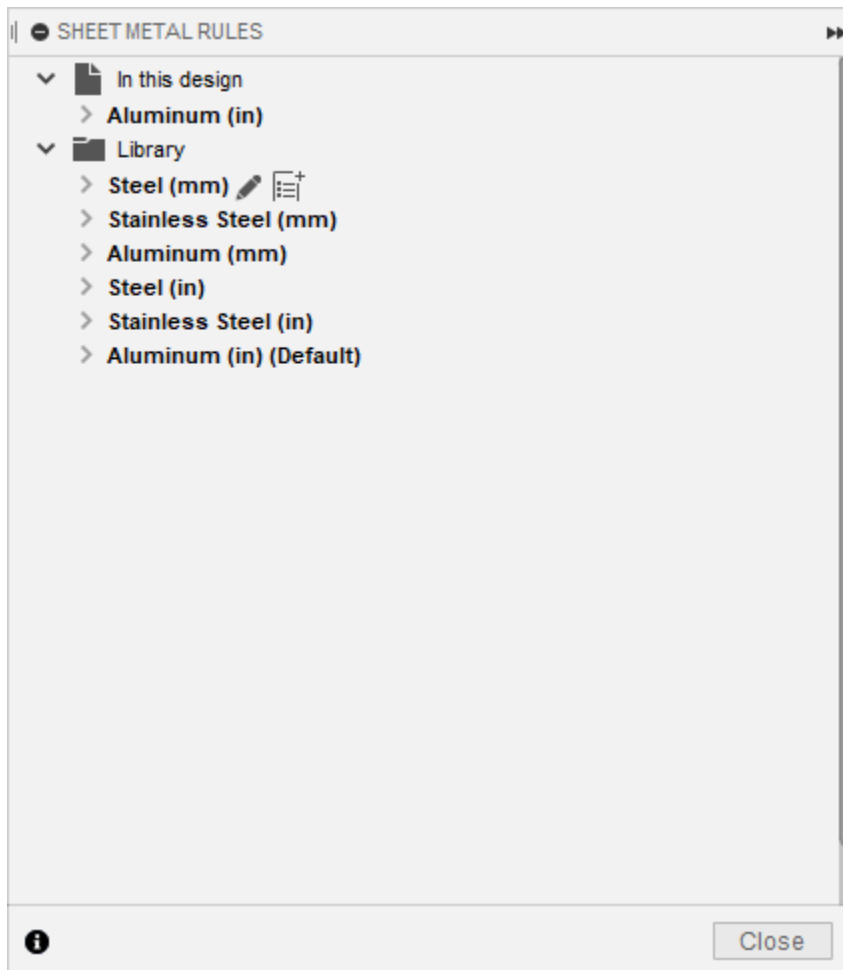 SHEET METAL RULES
In this design
Aluminum (in)
Library
Steel (mm)
Stainless Steel (mm)
Aluminum (mm)
Steel (in)
Stainless Steel (in)
Aluminum (in) (Default)
Close